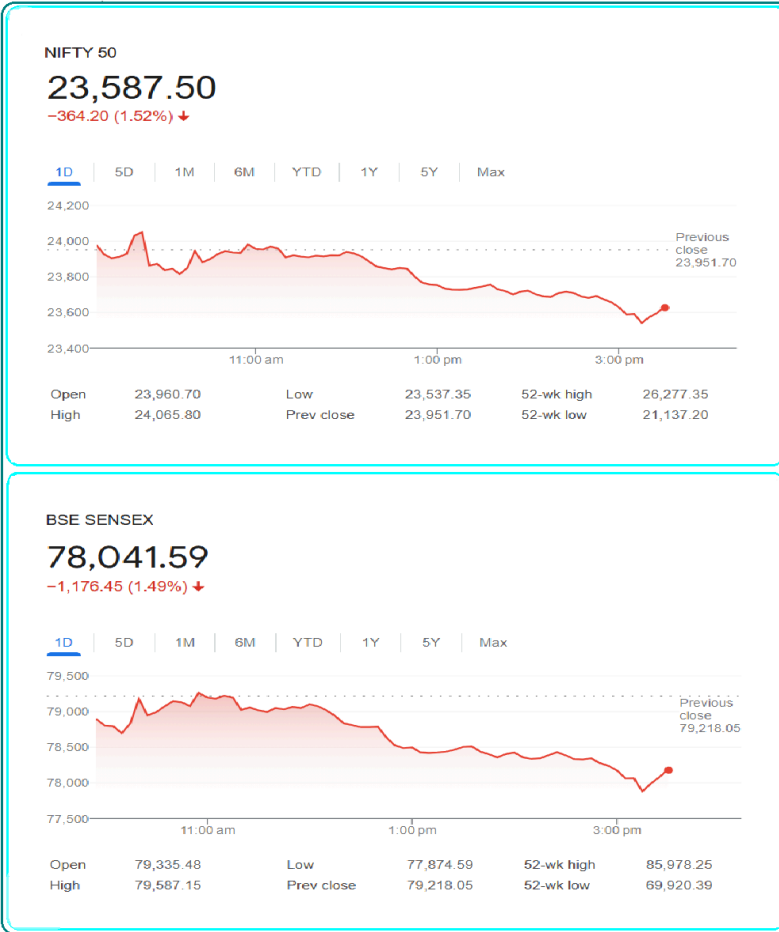 NIFTY 50
23,587.50
−364.20 (1.52%) ↓
1D 5D 1M 6M YTD 1Y 5Y Max
24,200
24,000
23,800
23,600
23,400
Previous
close
23,951.70
11:00 am 1:00 pm 3:00 pm
Open 23,960.70 Low 23,537.35 52-wk high 26,277.35
High 24,065.80 Prev close 23,951.70 52-wk low 21,137.20
BSE SENSEX
78,041.59
−1,176.45 (1.49%) ↓
1D 5D 1M 6M YTD 1Y 5Y Max
79,500
79,000
78,500
78,000
77,500
Previous
close
79,218.05
11:00 am 1:00 pm 3:00 pm
Open 79,335.48 Low 77,874.59 52-wk high 85,978.25
High 79,587.15 Prev close 79,218.05 52-wk low 69,920.39